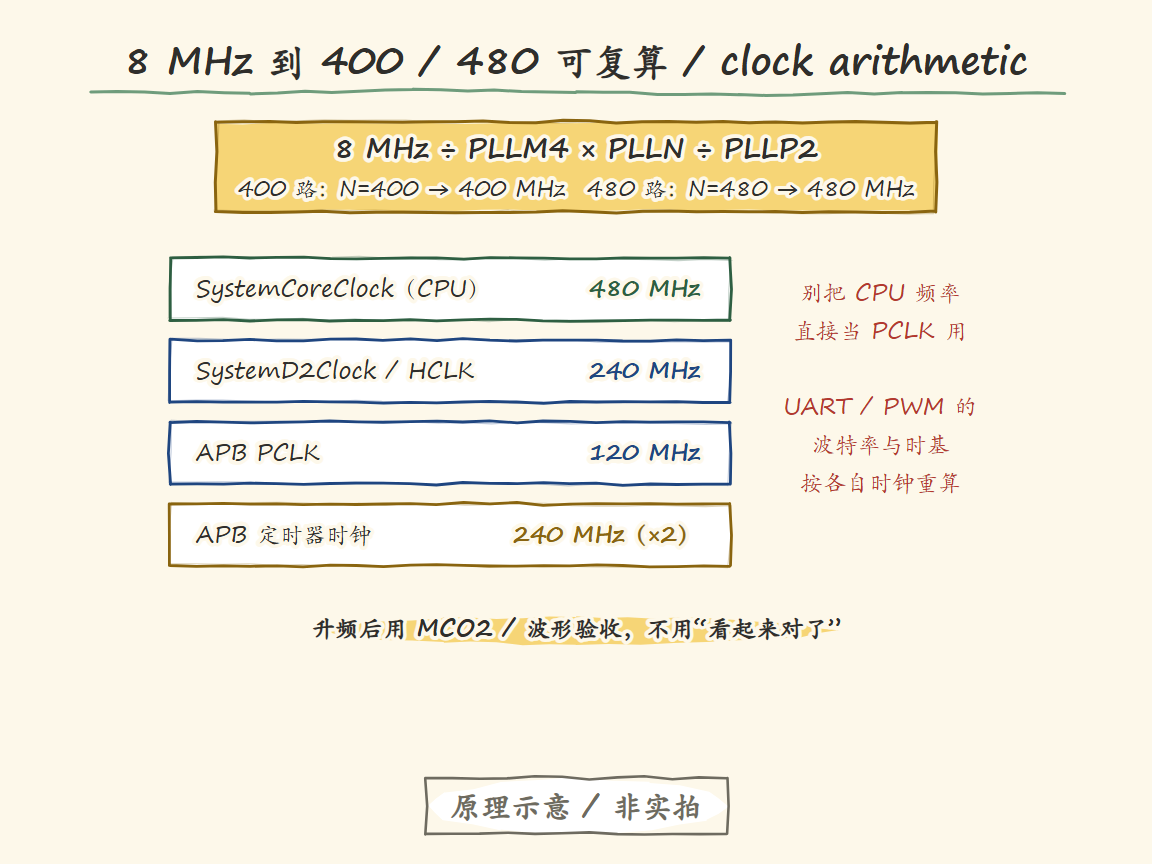 8 MHz 到 400 / 480 可复算 / clock arithmetic
8 MHz ÷ PLLM4 × PLLN ÷ PLLP2
400 路：N=400 → 400 MHz 480 路：N=480 → 480 MHz
SystemCoreClock（CPU） 480 MHz
SystemD2Clock / HCLK 240 MHz
APB PCLK 120 MHz
APB 定时器时钟 240 MHz（×2）
别把 CPU 频率
直接当 PCLK 用
UART / PWM 的
波特率与时基
按各自时钟重算
升频后用 MCO2 / 波形验收，不用“看起来对了”
原理示意 / 非实拍